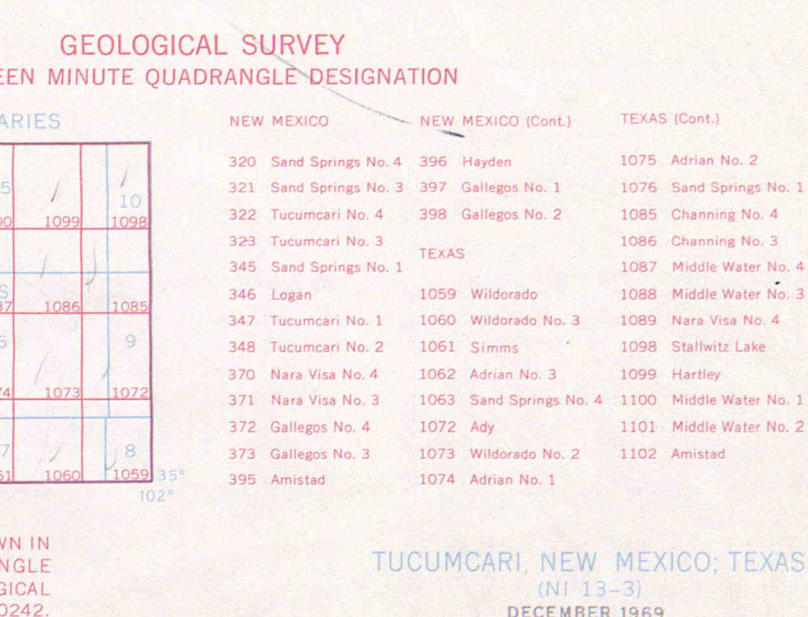 GEOLOGICAL SURVEY
EEN MINUTE QUADRANGLE DESIGNATION
ARIES
5
10
00 1099 1098
S
87 1086 1085
5
9
74 1073 1072
7
8
61 1060 1059
35°
102°
NEW MEXICO
320 Sand Springs No. 4
321 Sand Springs No. 3
322 Tucumcari No. 4
323 Tucumcari No. 3
345 Sand Springs No. 1
346 Logan
347 Tucumcari No. 1
348 Tucumcari No. 2
370 Nara Visa No. 4
371 Nara Visa No. 3
372 Gallegos No. 4
373 Gallegos No. 3
395 Amistad
NEW MEXICO (Cont.)
396 Hayden
397 Gallegos No. 1
398 Gallegos No. 2
TEXAS
1059 Wildorado
1060 Wildorado No. 3
1061 Simms
1062 Adrian No. 3
1063 Sand Springs No. 4
1072 Ady
1073 Wildorado No. 2
1074 Adrian No. 1
TEXAS (Cont.)
1075 Adrian No. 2
1076 Sand Springs No. 1
1085 Channing No. 4
1086 Channing No. 3
1087 Middle Water No. 4
1088 Middle Water No. 3
1089 Nara Visa No. 4
1098 Stallwitz Lake
1099 Hartley
1100 Middle Water No. 1
1101 Middle Water No. 2
1102 Amistad
WN IN
NGLE
GICAL
0242.
TUCUMCARI, NEW MEXICO; TEXAS
(NI 13–3)
DECEMBER 1969